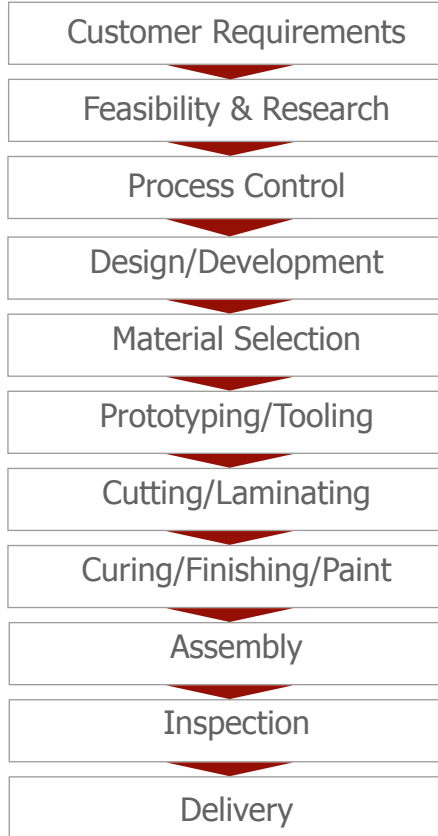 Customer Requirements
Feasibility & Research
Process Control
Design/Development
Material Selection
Prototyping/Tooling
Cutting/Laminating
Curing/Finishing/Paint
Assembly
Inspection
Delivery